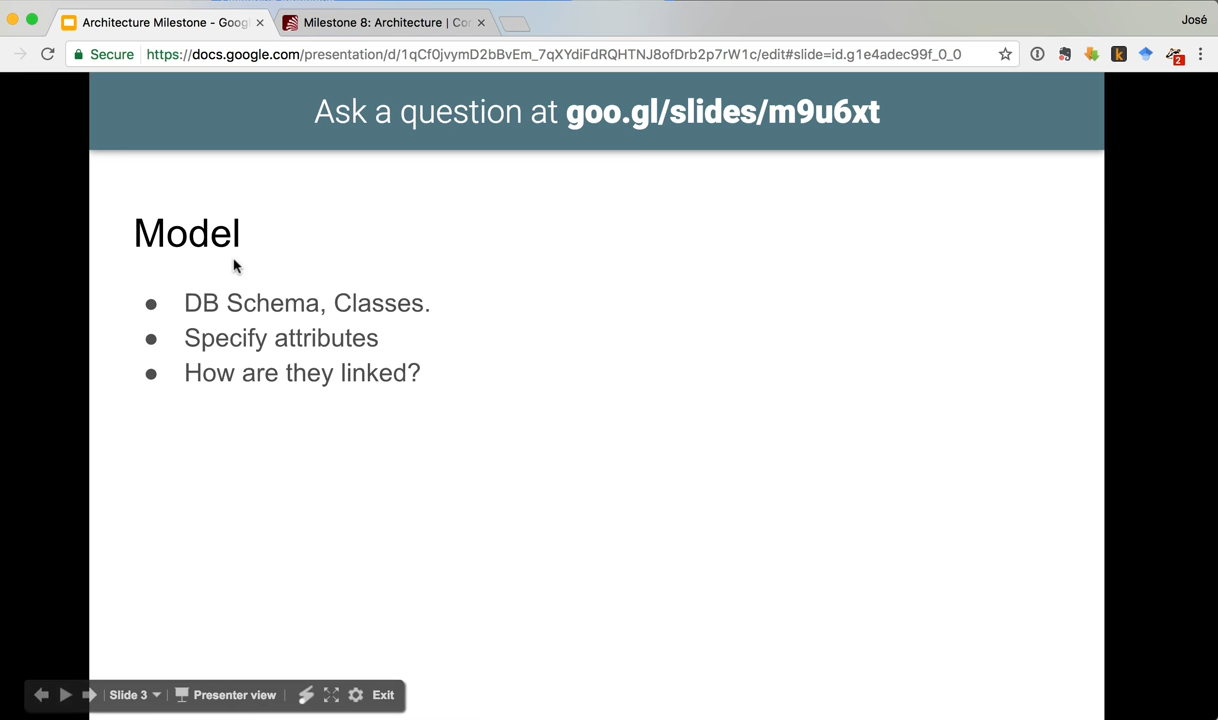 Architecture Milestone - Goog
Milestone 8: Architecture | Cor
José
Secure
https://docs.google.com/presentation/d/1qCf0jvymD2bBvEm_7qXYdiFdRQHTNJ8ofDrb2p7rW1c/edit#slide=id.g1e4adec99f_0_0
k
2
Ask a question at goo.gl/slides/m9u6xt
Model
● DB Schema, Classes.
● Specify attributes
● How are they linked?
Slide 3
Presenter view
Exit